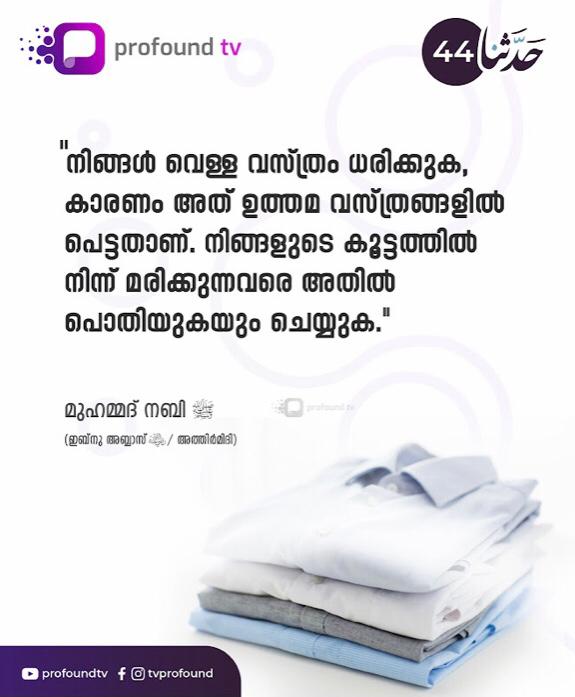 profound tv
44 حَدَّثَنَا
"നിങ്ങൾ വെള്ള വസ്ത്രം ധരിക്കുക,
കാരണം അത് ഉത്തമ വസ്ത്രങ്ങളിൽ
പെട്ടതാണ്. നിങ്ങളുടെ കൂട്ടത്തിൽ
നിന്ന് മരിക്കുന്നവരെ അതിൽ
പൊതിയുകയും ചെയ്യുക."
മുഹമ്മദ് നബി ﷺ
profound tv
(ഇബ്നു അബ്ബാസ് / അത്തിർമിദി)
profoundtv tvprofound